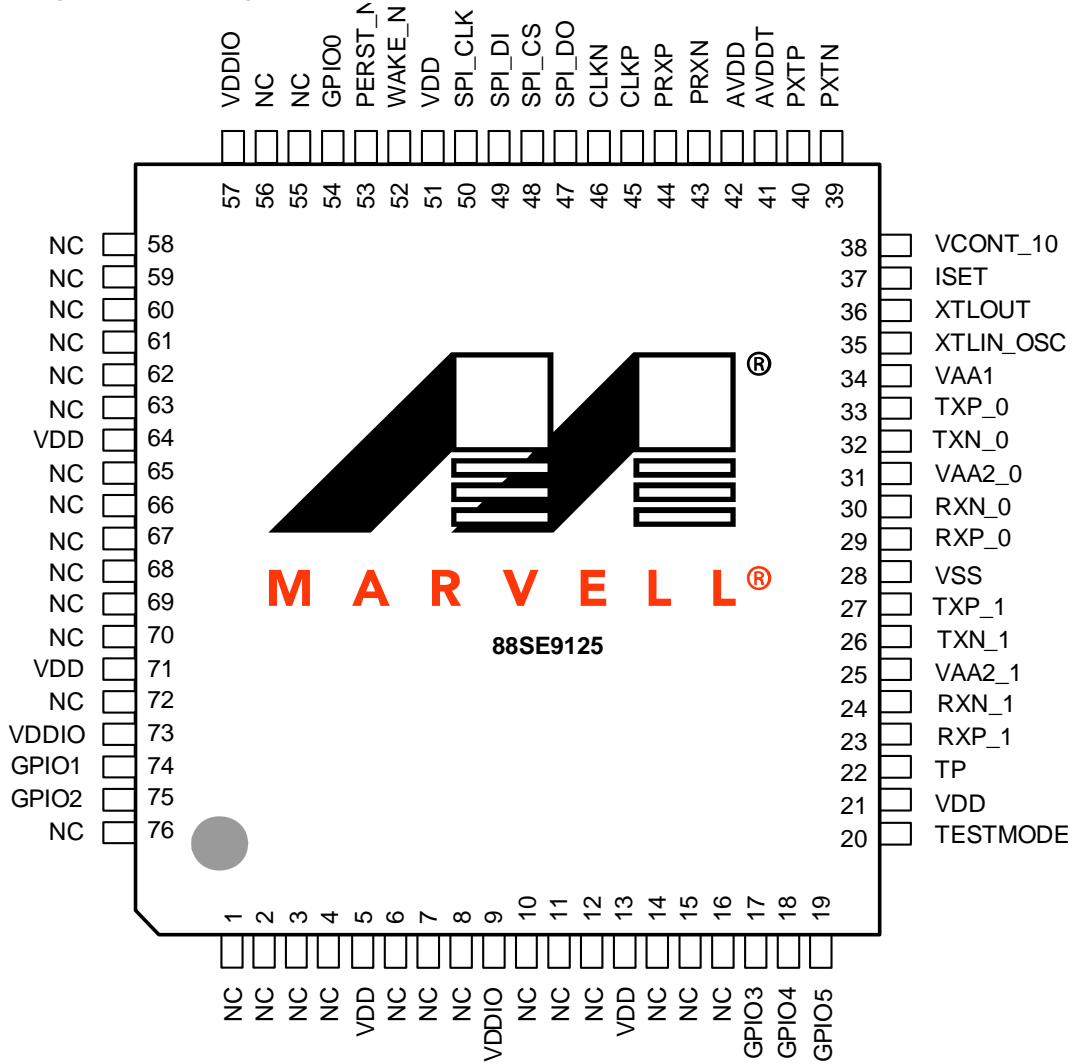 VDDIO NC NC GPIO0 PERST_N WAKE_N VDD SPI_CLK SPI_DI SPI_CS SPI_DO CLKN CLKP PRXP PRXN AVDD AVDDT PXTP PXTN
57 56 55 54 53 52 51 50 49 48 47 46 45 44 43 42 41 40 39
NC 58
NC 59
NC 60
NC 61
NC 62
NC 63
VDD 64
NC 65
NC 66
NC 67
NC 68
NC 69
NC 70
VDD 71
NC 72
VDDIO 73
GPIO1 74
GPIO2 75
NC 76
®
MARVELL®
88SE9125
38 VCONT_10
37 ISET
36 XTLOUT
35 XTLIN_OSC
34 VAA1
33 TXP_0
32 TXN_0
31 VAA2_0
30 RXN_0
29 RXP_0
28 VSS
27 TXP_1
26 TXN_1
25 VAA2_1
24 RXN_1
23 RXP_1
22 TP
21 VDD
20 TESTMODE
1 2 3 4 5 6 7 8 9 10 11 12 13 14 15 16 17 18 19
NC NC NC NC VDD NC NC NC VDDIO NC NC NC VDD NC NC NC GPIO3 GPIO4 GPIO5